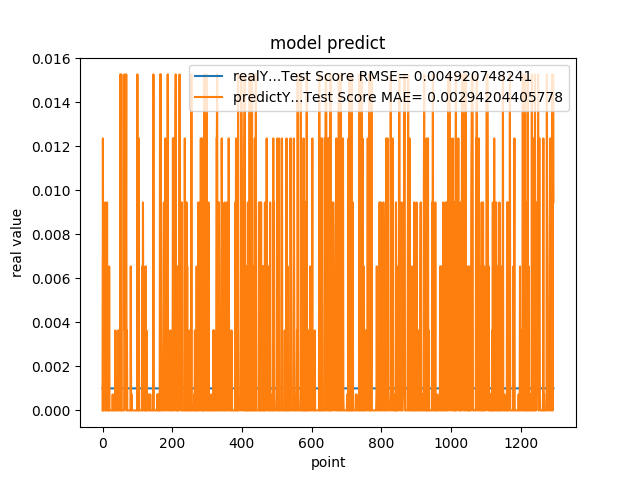 model predict
realY...Test Score RMSE= 0.004920748241
predictY...Test Score MAE= 0.00294204405778
0.016
0.014
0.012
0.010
0.008
0.006
0.004
0.002
0.000
real value
0 200 400 600 800 1000 1200
point